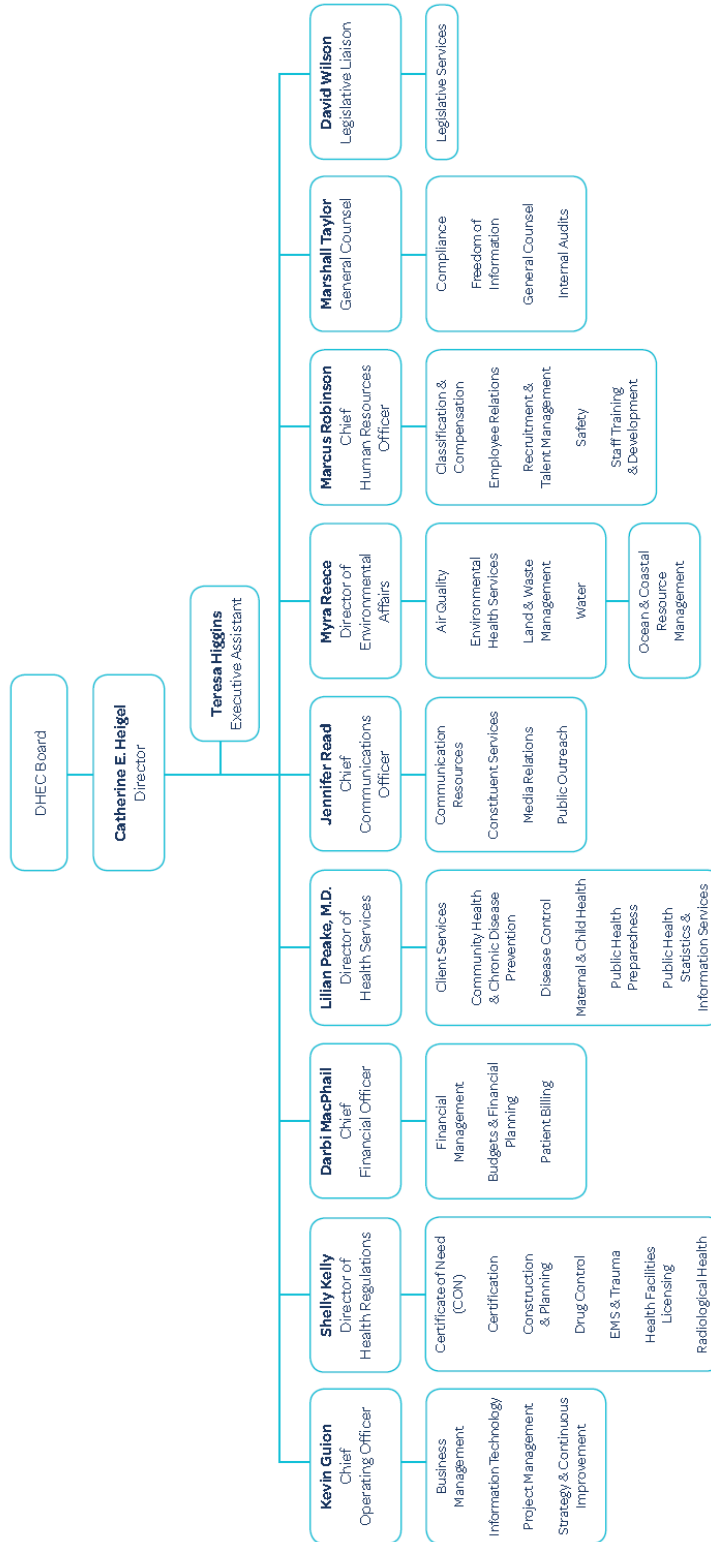 DHEC Board
Catherine E. Heigel
Director
Teresa Higgins
Executive Assistant
Kevin Guion
Chief
Operating Officer
Business
Management
Information Technology
Project Management
Strategy & Continuous
Improvement
Shelly Kelly
Director of
Health Regulations
Certificate of Need
(CON)
Certification
Construction
& Planning
Drug Control
EMS & Trauma
Health Facilities
Licensing
Radiological Health
Darbi MacPhail
Chief
Financial Officer
Financial
Management
Budgets & Financial
Planning
Patient Billing
Lilian Peake, M.D.
Director of
Health Services
Client Services
Community Health
& Chronic Disease
Prevention
Disease Control
Maternal & Child Health
Public Health
Preparedness
Public Health
Statistics &
Information Services
Jennifer Read
Chief
Communications
Officer
Communication
Resources
Constituent Services
Media Relations
Public Outreach
Myra Reece
Director of
Environmental
Affairs
Air Quality
Environmental
Health Services
Land & Waste
Management
Water
Ocean & Coastal
Resource
Management
Marcus Robinson
Chief
Human Resources
Officer
Classification &
Compensation
Employee Relations
Recruitment &
Talent Management
Safety
Staff Training
& Development
Marshall Taylor
General Counsel
Compliance
Freedom of
Information
General Counsel
Internal Audits
David Wilson
Legislative Liaison
Legislative Services